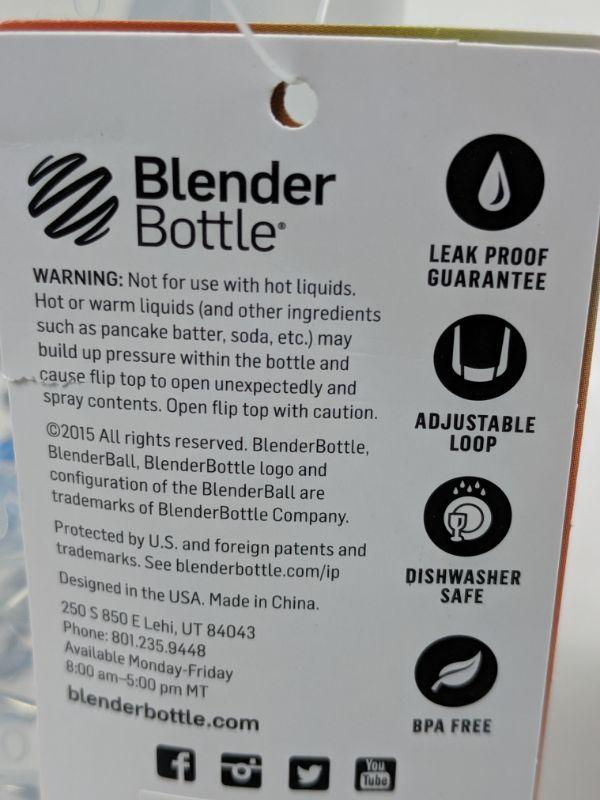 Blender
Bottle®
WARNING: Not for use with hot liquids.
Hot or warm liquids (and other ingredients
such as pancake batter, soda, etc.) may
build up pressure within the bottle and
cause flip top to open unexpectedly and
spray contents. Open flip top with caution.
©2015 All rights reserved. BlenderBottle,
BlenderBall, BlenderBottle logo and
configuration of the BlenderBall are
trademarks of BlenderBottle Company.
Protected by U.S. and foreign patents and
trademarks. See blenderbottle.com/ip
Designed in the USA. Made in China.
250 S 850 E Lehi, UT 84043
Phone: 801.235.9448
Available Monday-Friday
8:00 am–5:00 pm MT
blenderbottle.com
LEAK PROOF
GUARANTEE
ADJUSTABLE
LOOP
DISHWASHER
SAFE
BPA FREE
f
You
Tube